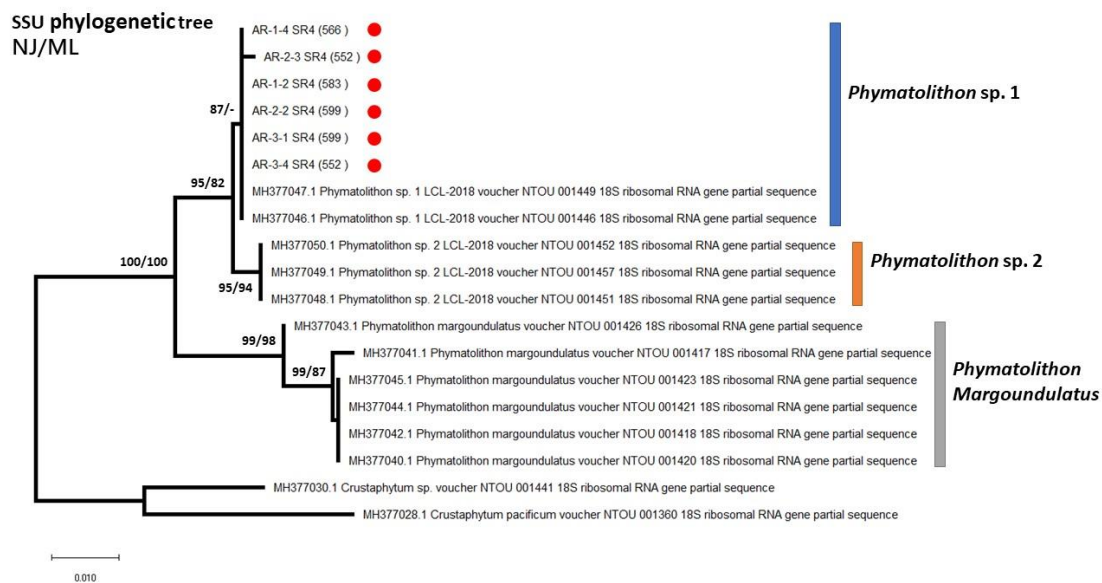 SSU phylogenetic tree
NJ/ML
AR-1-4 SR4 (566 )
AR-2-3 SR4 (552 )
AR-1-2 SR4 (583 )
87/-
Phymatolithon sp. 1
AR-2-2 SR4 (599 )
AR-3-1 SR4 (599 )
AR-3-4 SR4 (552 )
95/82
MH377047.1 Phymatolithon sp. 1 LCL-2018 voucher NTOU 001449 18S ribosomal RNA gene partial sequence
MH377046.1 Phymatolithon sp. 1 LCL-2018 voucher NTOU 001446 18S ribosomal RNA gene partial sequence
MH377050.1 Phymatolithon sp. 2 LCL-2018 voucher NTOU 001452 18S ribosomal RNA gene partial sequence
100/100
Phymatolithon sp. 2
MH377049.1 Phymatolithon sp. 2 LCL-2018 voucher NTOU 001457 18S ribosomal RNA gene partial sequence
95/94
MH377048.1 Phymatolithon sp. 2 LCL-2018 voucher NTOU 001451 18S ribosomal RNA gene partial sequence
MH377043.1 Phymatolithon margoundulatus voucher NTOU 001426 18S ribosomal RNA gene partial sequence
99/98
MH377041.1 Phymatolithon margoundulatus voucher NTOU 001417 18S ribosomal RNA gene partial sequence
99/87
Phymatolithon
Margoundulatus
MH377045.1 Phymatolithon margoundulatus voucher NTOU 001423 18S ribosomal RNA gene partial sequence
MH377044.1 Phymatolithon margoundulatus voucher NTOU 001421 18S ribosomal RNA gene partial sequence
MH377042.1 Phymatolithon margoundulatus voucher NTOU 001418 18S ribosomal RNA gene partial sequence
MH377040.1 Phymatolithon margoundulatus voucher NTOU 001420 18S ribosomal RNA gene partial sequence
MH377030.1 Crustaphytum sp. voucher NTOU 001441 18S ribosomal RNA gene partial sequence
MH377028.1 Crustaphytum pacificum voucher NTOU 001360 18S ribosomal RNA gene partial sequence
0.010